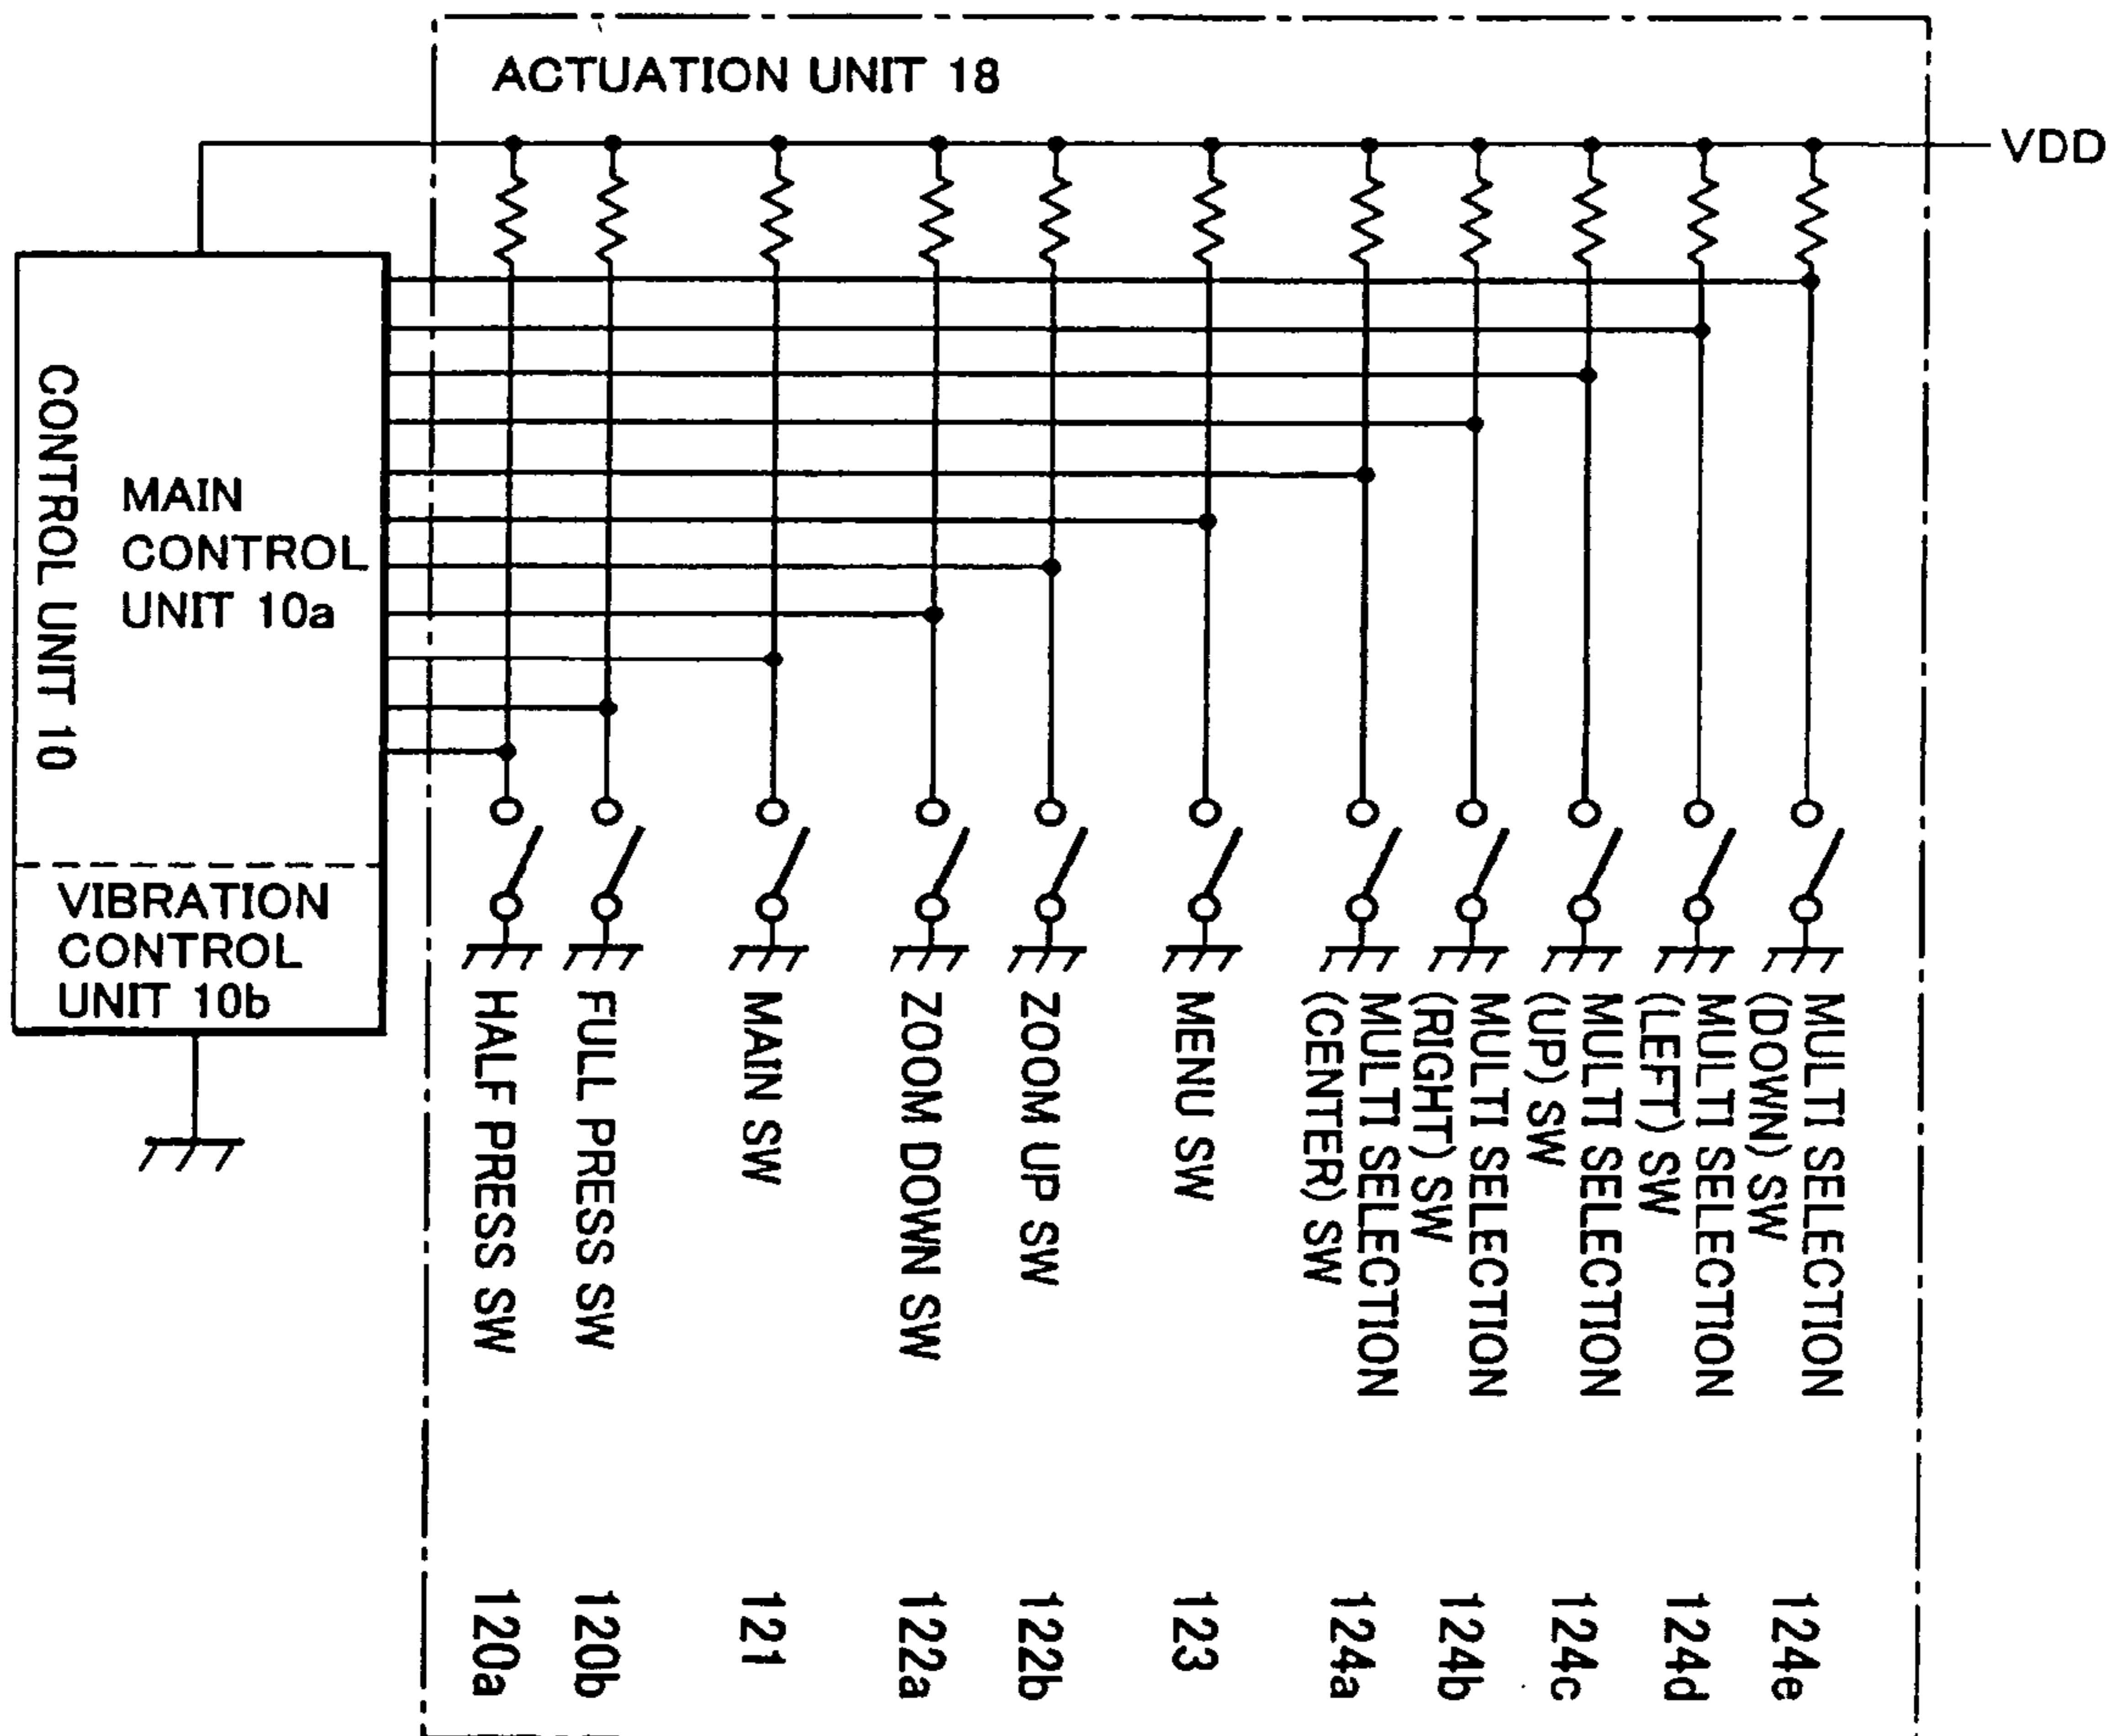 ACTUATION UNIT 18
VDD
CONTROL UNIT 10
MAIN
CONTROL
UNIT 10a
VIBRATION
CONTROL
UNIT 10b
HALF PRESS SW
120a
FULL PRESS SW
120b
MAIN SW
121
ZOOM DOWN SW
122a
ZOOM UP SW
122b
MENU SW
123
MULTI SELECTION
(CENTER) SW
124a
MULTI SELECTION
(RIGHT) SW
124b
MULTI SELECTION
(UP) SW
124c
MULTI SELECTION
(LEFT) SW
124d
MULTI SELECTION
(DOWN) SW
124e